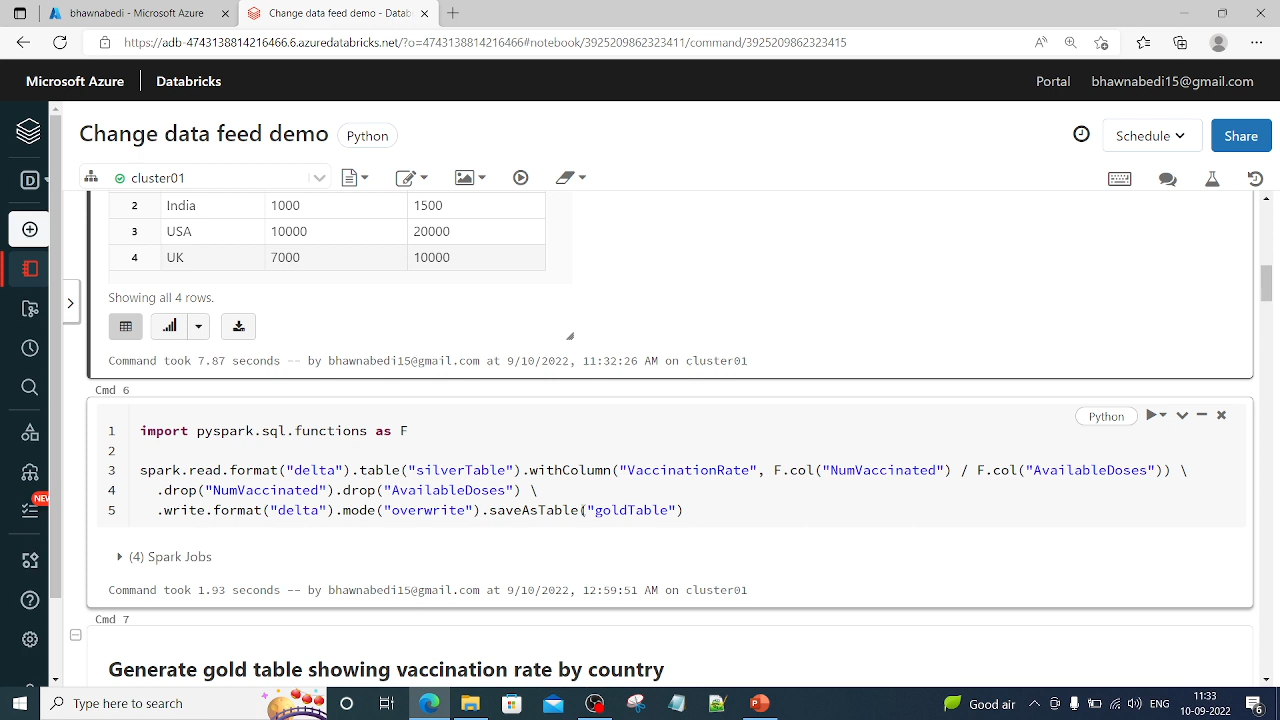 bhawnabedi - Microsoft Azure
Change data feed demo - Datab
https://adb-4743138814216466.6.azuredatabricks.net/?o=4743138814216466#notebook/3925209862323411/command/3925209862323415
Microsoft Azure
Databricks
Portal
bhawnabedi15@gmail.com
Change data feed demo
Python
Schedule
Share
D
cluster01
2 India 1000 1500
3 USA 10000 20000
4 UK 7000 10000
Showing all 4 rows.
Command took 7.87 seconds -- by bhawnabedi15@gmail.com at 9/10/2022, 11:32:26 AM on cluster01
Cmd 6
Python
1 import pyspark.sql.functions as F
2
3 spark.read.format("delta").table("silverTable").withColumn("VaccinationRate", F.col("NumVaccinated") / F.col("AvailableDoses")) \
4 .drop("NumVaccinated").drop("AvailableDoses") \
5 .write.format("delta").mode("overwrite").saveAsTable("goldTable")
(4) Spark Jobs
Command took 1.93 seconds -- by bhawnabedi15@gmail.com at 9/10/2022, 12:59:51 AM on cluster01
Cmd 7
Generate gold table showing vaccination rate by country
NEW
Type here to search
Good air
ENG
11:33
10-09-2022
6